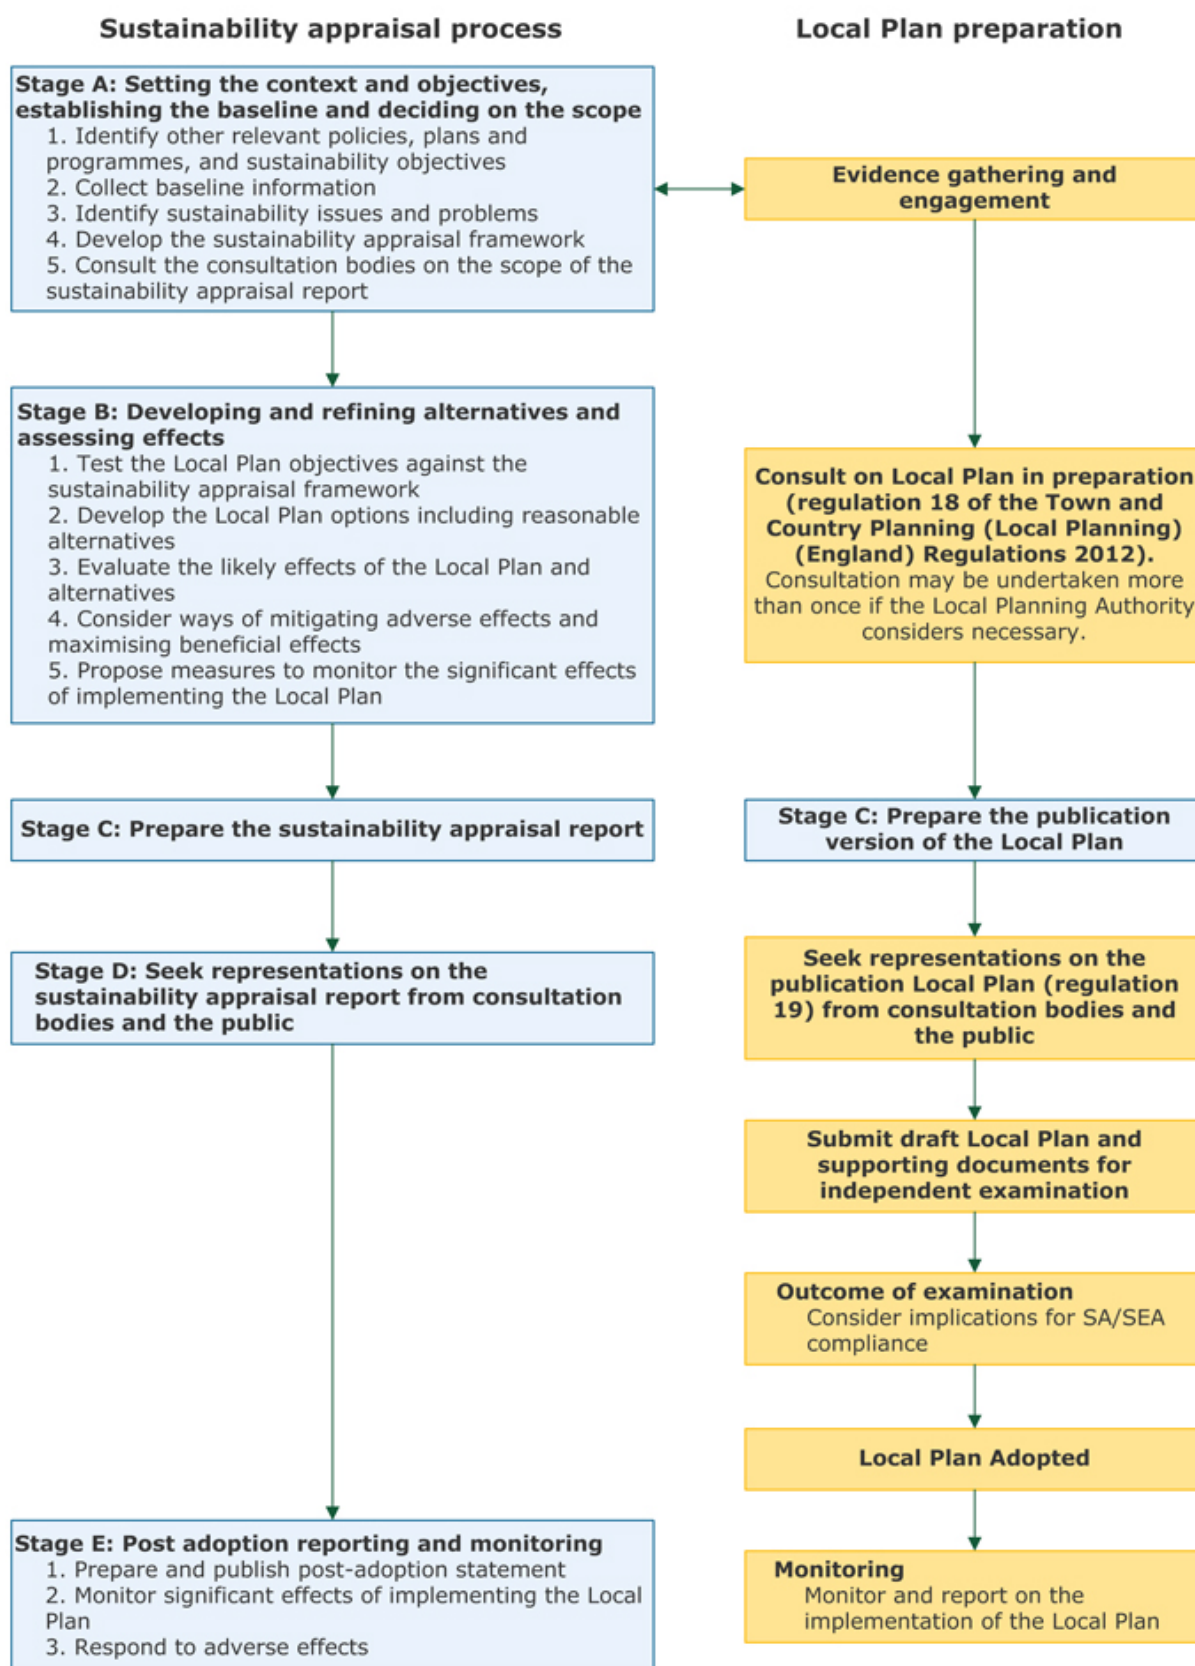 Sustainability appraisal process
Local Plan preparation
Stage A: Setting the context and objectives,
establishing the baseline and deciding on the scope
1. Identify other relevant policies, plans and
programmes, and sustainability objectives
2. Collect baseline information
3. Identify sustainability issues and problems
4. Develop the sustainability appraisal framework
5. Consult the consultation bodies on the scope of the
sustainability appraisal report
Evidence gathering and
engagement
Stage B: Developing and refining alternatives and
assessing effects
1. Test the Local Plan objectives against the
sustainability appraisal framework
2. Develop the Local Plan options including reasonable
alternatives
3. Evaluate the likely effects of the Local Plan and
alternatives
4. Consider ways of mitigating adverse effects and
maximising beneficial effects
5. Propose measures to monitor the significant effects
of implementing the Local Plan
Consult on Local Plan in preparation
(regulation 18 of the Town and
Country Planning (Local Planning)
(England) Regulations 2012).
Consultation may be undertaken more
than once if the Local Planning Authority
considers necessary.
Stage C: Prepare the sustainability appraisal report
Stage C: Prepare the publication
version of the Local Plan
Stage D: Seek representations on the
sustainability appraisal report from consultation
bodies and the public
Seek representations on the
publication Local Plan (regulation
19) from consultation bodies and
the public
Submit draft Local Plan and
supporting documents for
independent examination
Outcome of examination
Consider implications for SA/SEA
compliance
Local Plan Adopted
Stage E: Post adoption reporting and monitoring
1. Prepare and publish post-adoption statement
2. Monitor significant effects of implementing the Local
Plan
3. Respond to adverse effects
Monitoring
Monitor and report on the
implementation of the Local Plan